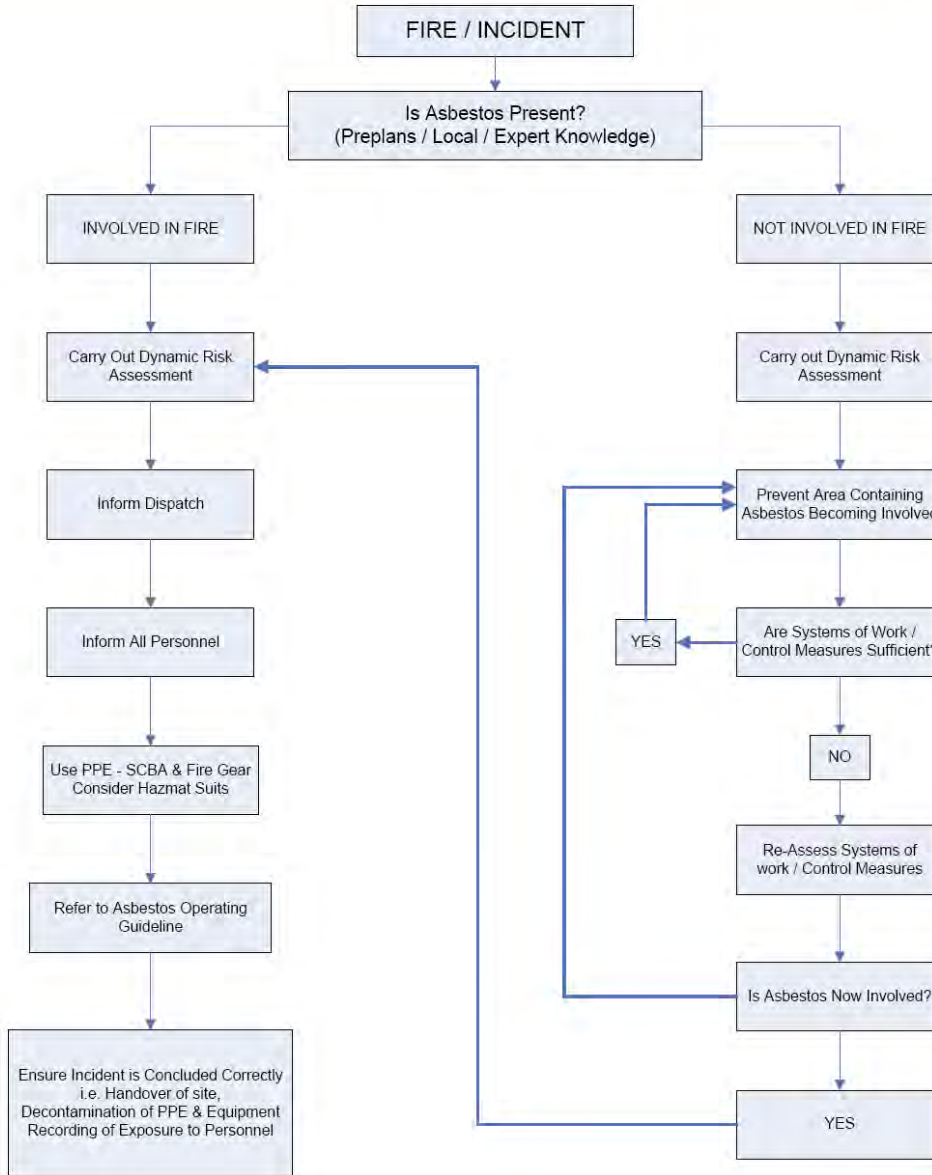 FIRE / INCIDENT
Is Asbestos Present?
(Preplans / Local / Expert Knowledge)
INVOLVED IN FIRE
NOT INVOLVED IN FIRE
Carry Out Dynamic Risk
Assessment
Carry out Dynamic Risk
Assessment
Inform Dispatch
Prevent Area Containing
Asbestos Becoming Involved
Inform All Personnel
YES
Are Systems of Work /
Control Measures Sufficient?
NO
Use PPE - SCBA & Fire Gear
Consider Hazmat Suits
Re-Assess Systems of
work / Control Measures
Refer to Asbestos Operating
Guideline
Is Asbestos Now Involved?
Ensure Incident is Concluded Correctly
i.e. Handover of site,
Decontamination of PPE & Equipment
Recording of Exposure to Personnel
YES